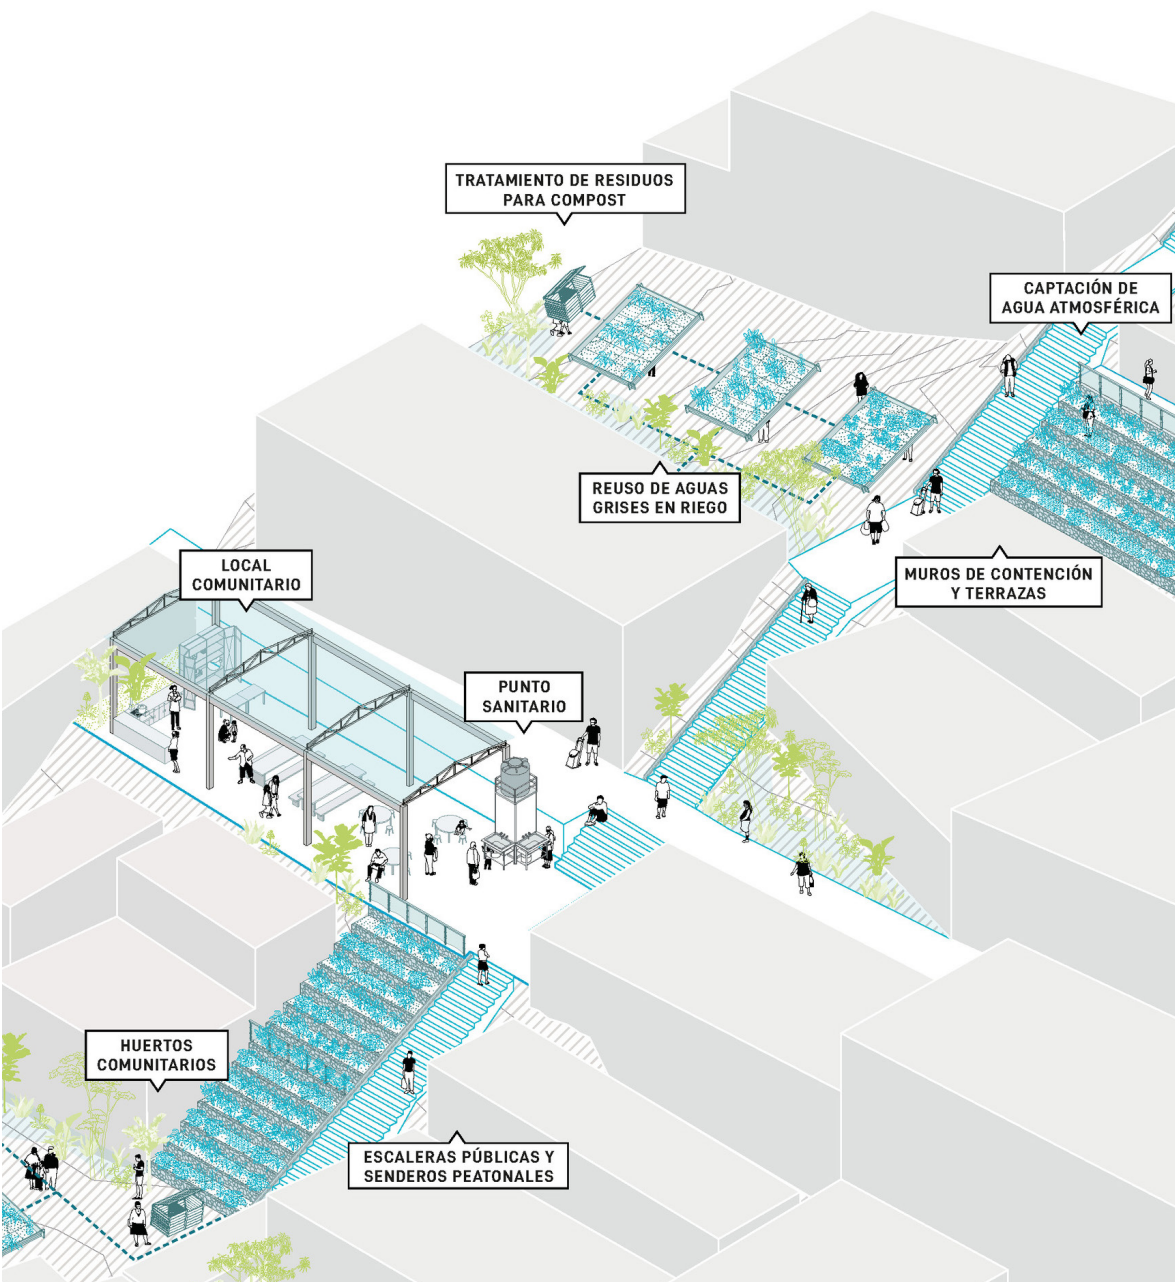 TRATAMIENTO DE RESIDUOS
PARA COMPOST
CAPTACIÓN DE
AGUA ATMOSFÉRICA
REUSO DE AGUAS
GRISES EN RIEGO
LOCAL
COMUNITARIO
MUROS DE CONTENCIÓN
Y TERRAZAS
PUNTO
SANITARIO
HUERTOS
COMUNITARIOS
ESCALERAS PÚBLICAS Y
SENDEROS PEATONALES